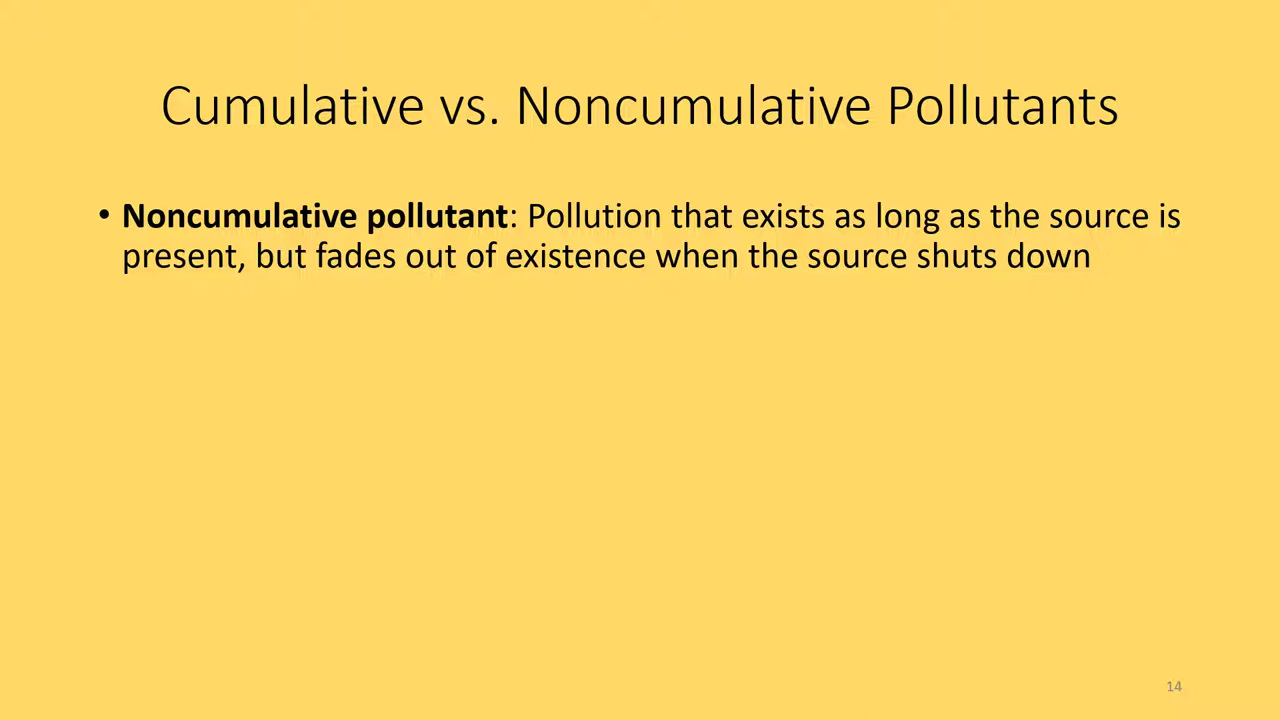 Cumulative vs. Noncumulative Pollutants
• Noncumulative pollutant: Pollution that exists as long as the source is
present, but fades out of existence when the source shuts down
14